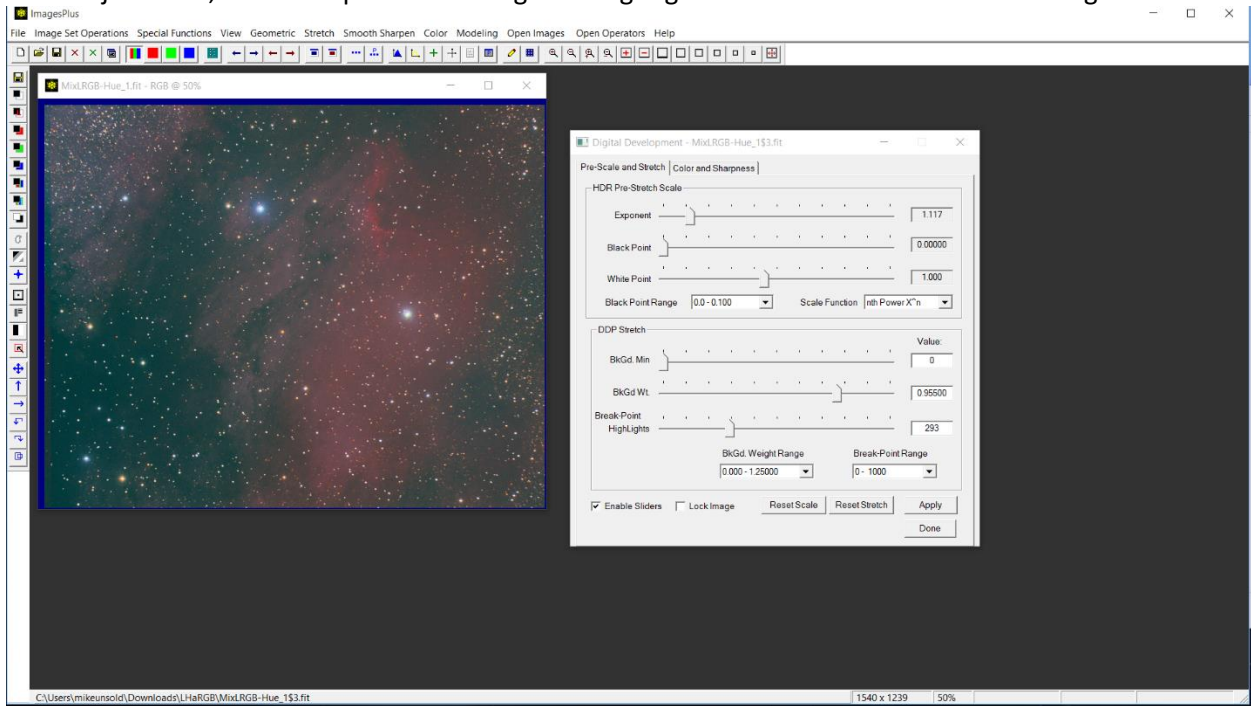 ImagesPlus
File Image Set Operations Special Functions View Geometric Stretch Smooth Sharpen Color Modeling Open Images Open Operators Help
MixLRGB-Hue_1.fit - RGB @ 50%
Digital Development - MixLRGB-Hue_1$3.fit
Pre-Scale and Stretch Color and Sharpness
HDR Pre-Stretch Scale
Exponent 1.117
Black Point 0.00000
White Point 1.000
Black Point Range 0.0 - 0.100 Scale Function nth Power X^n
DDP Stretch
Value:
BkGd. Min 0
BkGd Wt. 0.95500
Break-Point
HighLights 293
BkGd. Weight Range Break-Point Range
0.000 - 1.25000 0 - 1000
Enable Sliders Lock Image Reset Scale Reset Stretch Apply
Done
C:\Users\mikeunsold\Downloads\LHaRGB\MixLRGB-Hue_1$3.fit 1540 x 1239 50%